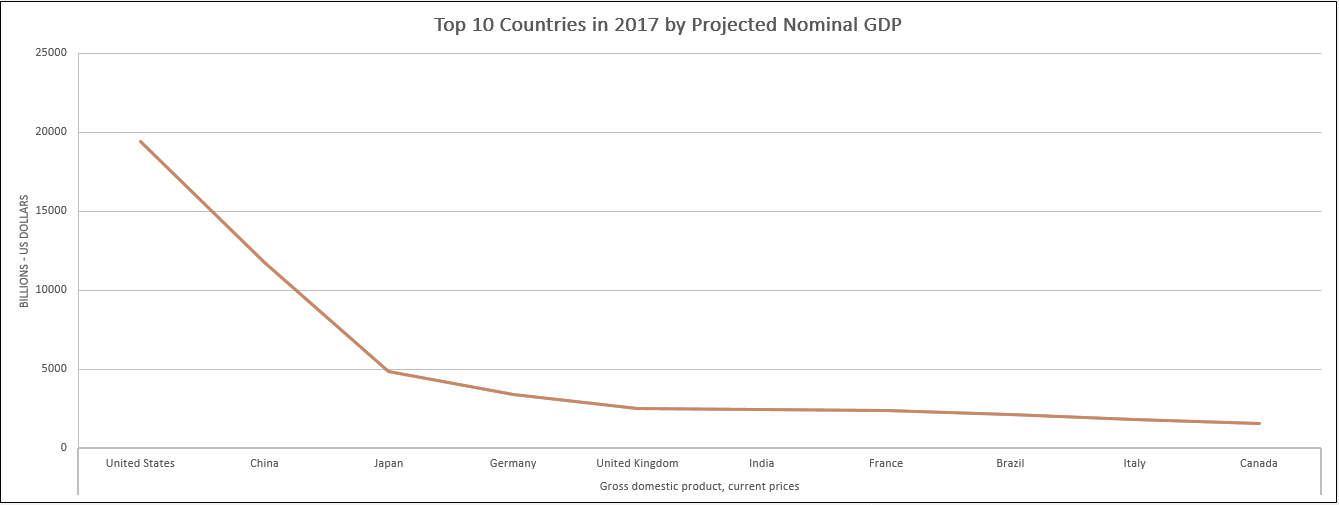 Top 10 Countries in 2017 by Projected Nominal GDP
25000
20000
15000
10000
5000
0
BILLIONS - US DOLLARS
United States China Japan Germany United Kingdom India France Brazil Italy Canada
Gross domestic product, current prices